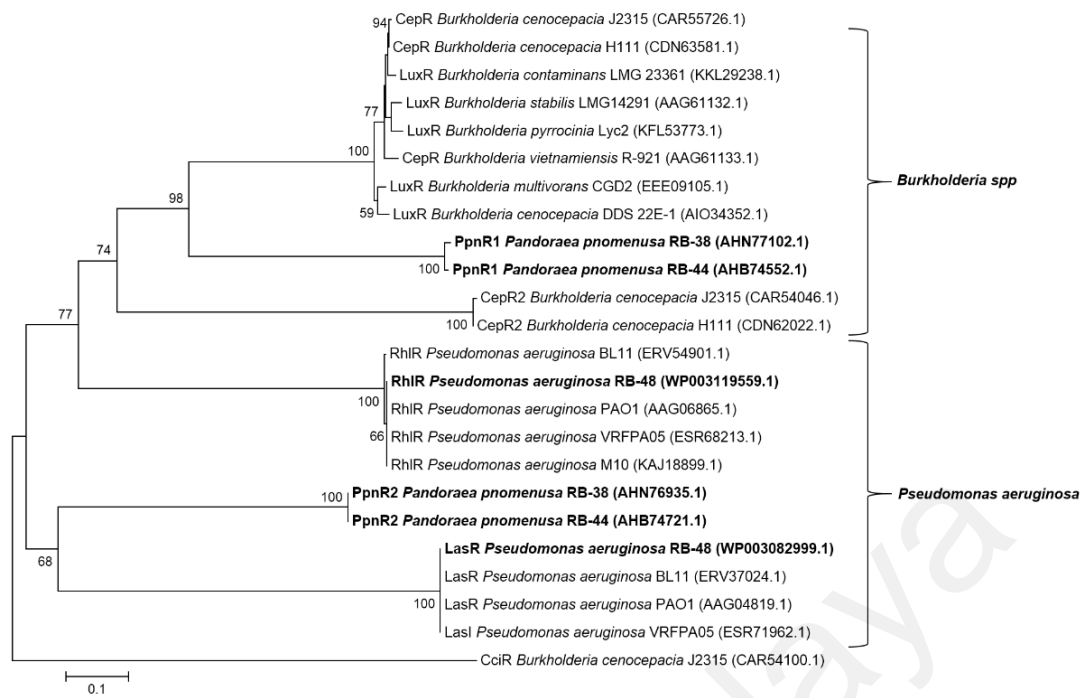 94
CepR Burkholderia cenocepacia J2315 (CAR55726.1)
CepR Burkholderia cenocepacia H111 (CDN63581.1)
LuxR Burkholderia contaminans LMG 23361 (KKL29238.1)
77
LuxR Burkholderia stabilis LMG14291 (AAG61132.1)
LuxR Burkholderia pyrrocinia Lyc2 (KFL53773.1)
100
CepR Burkholderia vietnamiensis R-921 (AAG61133.1)
LuxR Burkholderia multivorans CGD2 (EEE09105.1)
Burkholderia spp
98
59
LuxR Burkholderia cenocepacia DDS 22E-1 (AIO34352.1)
PpnR1 Pandoraea pnomenusa RB-38 (AHN77102.1)
74
100
PpnR1 Pandoraea pnomenusa RB-44 (AHB74552.1)
CepR2 Burkholderia cenocepacia J2315 (CAR54046.1)
77
100
CepR2 Burkholderia cenocepacia H111 (CDN62022.1)
RhlR Pseudomonas aeruginosa BL11 (ERV54901.1)
RhlR Pseudomonas aeruginosa RB-48 (WP003119559.1)
100
RhlR Pseudomonas aeruginosa PAO1 (AAG06865.1)
66
RhlR Pseudomonas aeruginosa VRFPA05 (ESR68213.1)
RhlR Pseudomonas aeruginosa M10 (KAJ18899.1)
100
PpnR2 Pandoraea pnomenusa RB-38 (AHN76935.1)
Pseudomonas aeruginosa
PpnR2 Pandoraea pnomenusa RB-44 (AHB74721.1)
68
LasR Pseudomonas aeruginosa RB-48 (WP003082999.1)
LasR Pseudomonas aeruginosa BL11 (ERV37024.1)
100
LasR Pseudomonas aeruginosa PAO1 (AAG04819.1)
LasI Pseudomonas aeruginosa VRFPA05 (ESR71962.1)
CciR Burkholderia cenocepacia J2315 (CAR54100.1)
0.1
laya